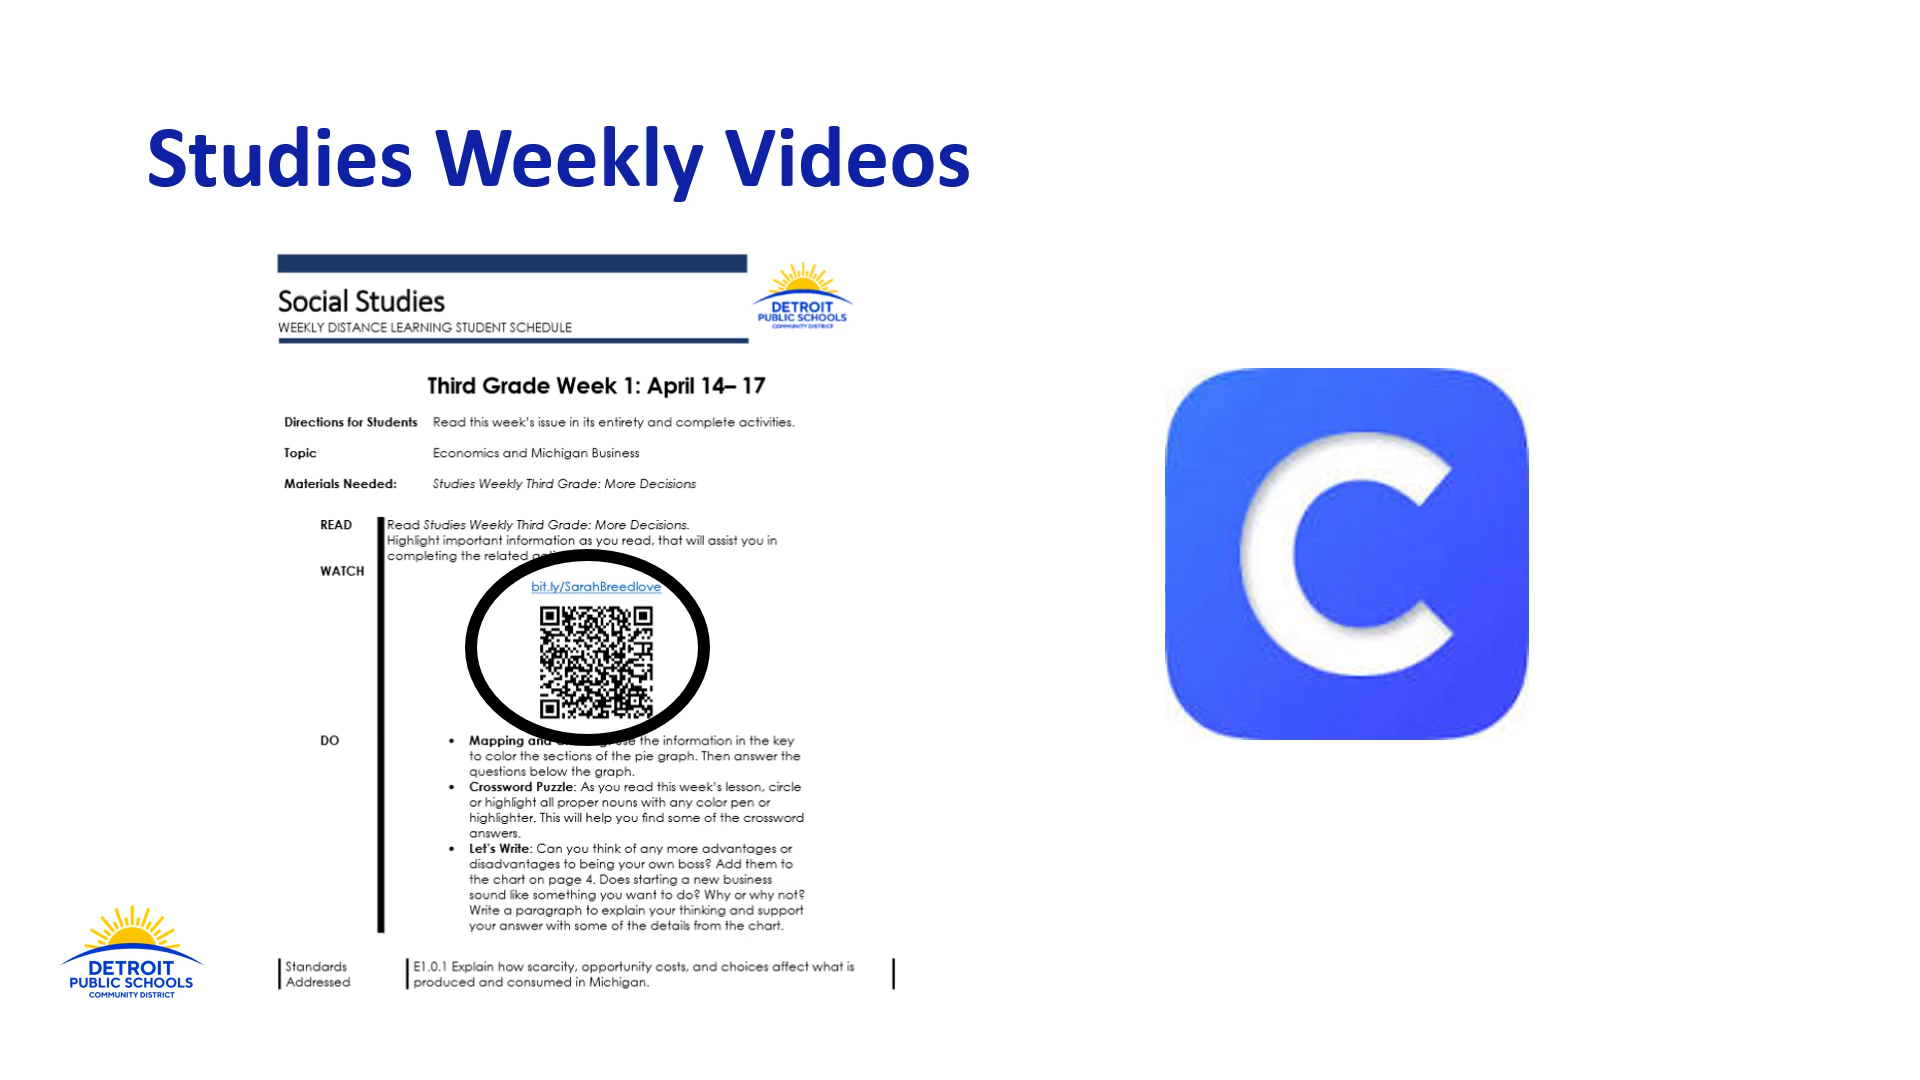 Studies Weekly Videos
Social Studies
WEEKLY DISTANCE LEARNING STUDENT SCHEDULE
DETROIT
PUBLIC SCHOOLS
COMMUNITY DISTRICT
Third Grade Week 1: April 14– 17
Directions for Students Read this week's issue in its entirety and complete activities.
Topic Economics and Michigan Business
Materials Needed: Studies Weekly Third Grade: More Decisions
READ Read Studies Weekly Third Grade: More Decisions.
Highlight important information as you read, that will assist you in
completing the related
WATCH
bit.ly/SarahBreedlove
DO
• Mapping and use the information in the key
to color the sections of the pie graph. Then answer the
questions below the graph.
• Crossword Puzzle: As you read this week's lesson, circle
or highlight all proper nouns with any color pen or
highlighter. This will help you find some of the crossword
answers.
• Let's Write: Can you think of any more advantages or
disadvantages to being your own boss? Add them to
the chart on page 4. Does starting a new business
sound like something you want to do? Why or why not?
Write a paragraph to explain your thinking and support
your answer with some of the details from the chart.
Standards
Addressed
E1.0.1 Explain how scarcity, opportunity costs, and choices affect what is
produced and consumed in Michigan.
C
DETROIT
PUBLIC SCHOOLS
COMMUNITY DISTRICT